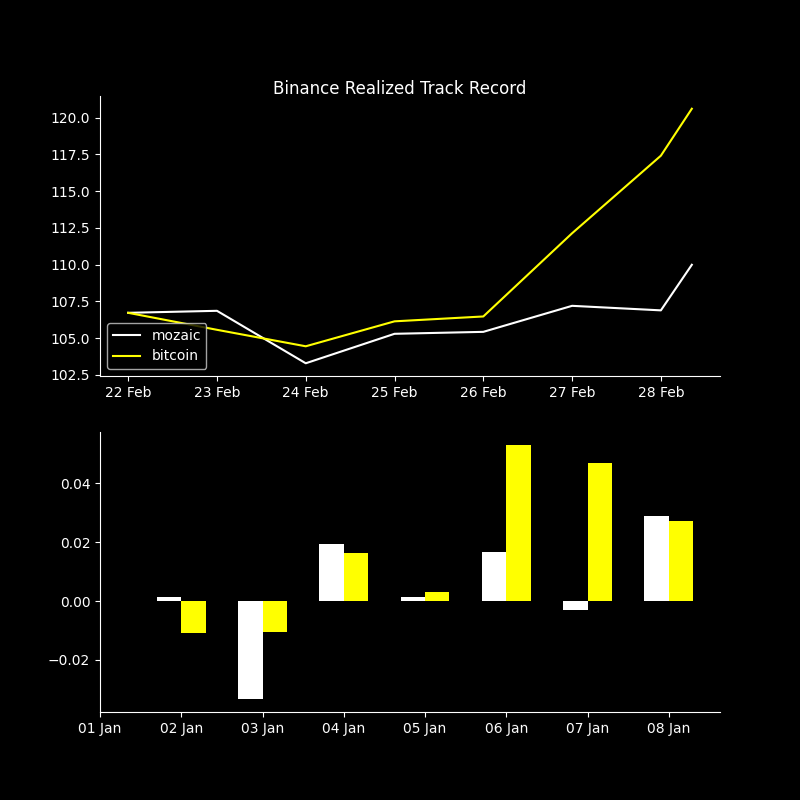 Binance Realized Track Record
120.0
117.5
115.0
112.5
110.0
107.5
105.0
102.5
mozaic
bitcoin
22 Feb 23 Feb 24 Feb 25 Feb 26 Feb 27 Feb 28 Feb
0.04
0.02
0.00
−0.02
01 Jan 02 Jan 03 Jan 04 Jan 05 Jan 06 Jan 07 Jan 08 Jan